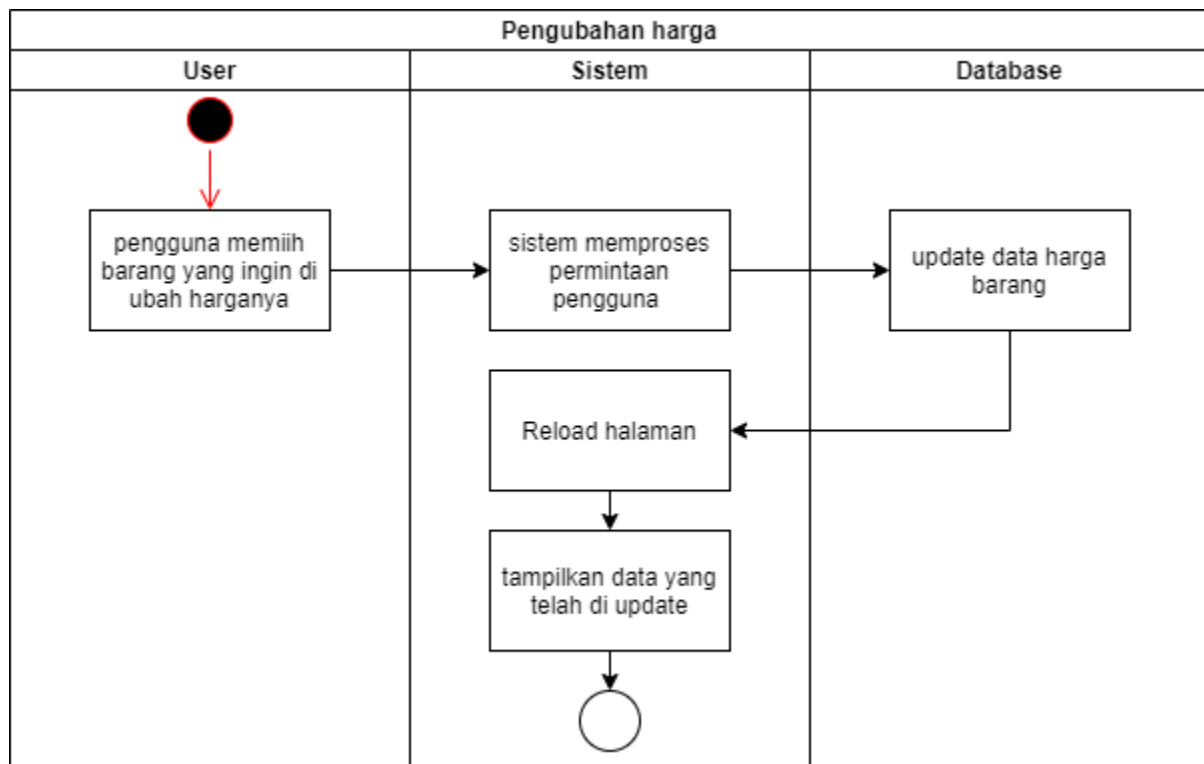 Pengubahan harga
User
Sistem
Database
pengguna memiih
barang yang ingin di
ubah harganya
sistem memproses
permintaan
pengguna
update data harga
barang
Reload halaman
tampilkan data yang
telah di update